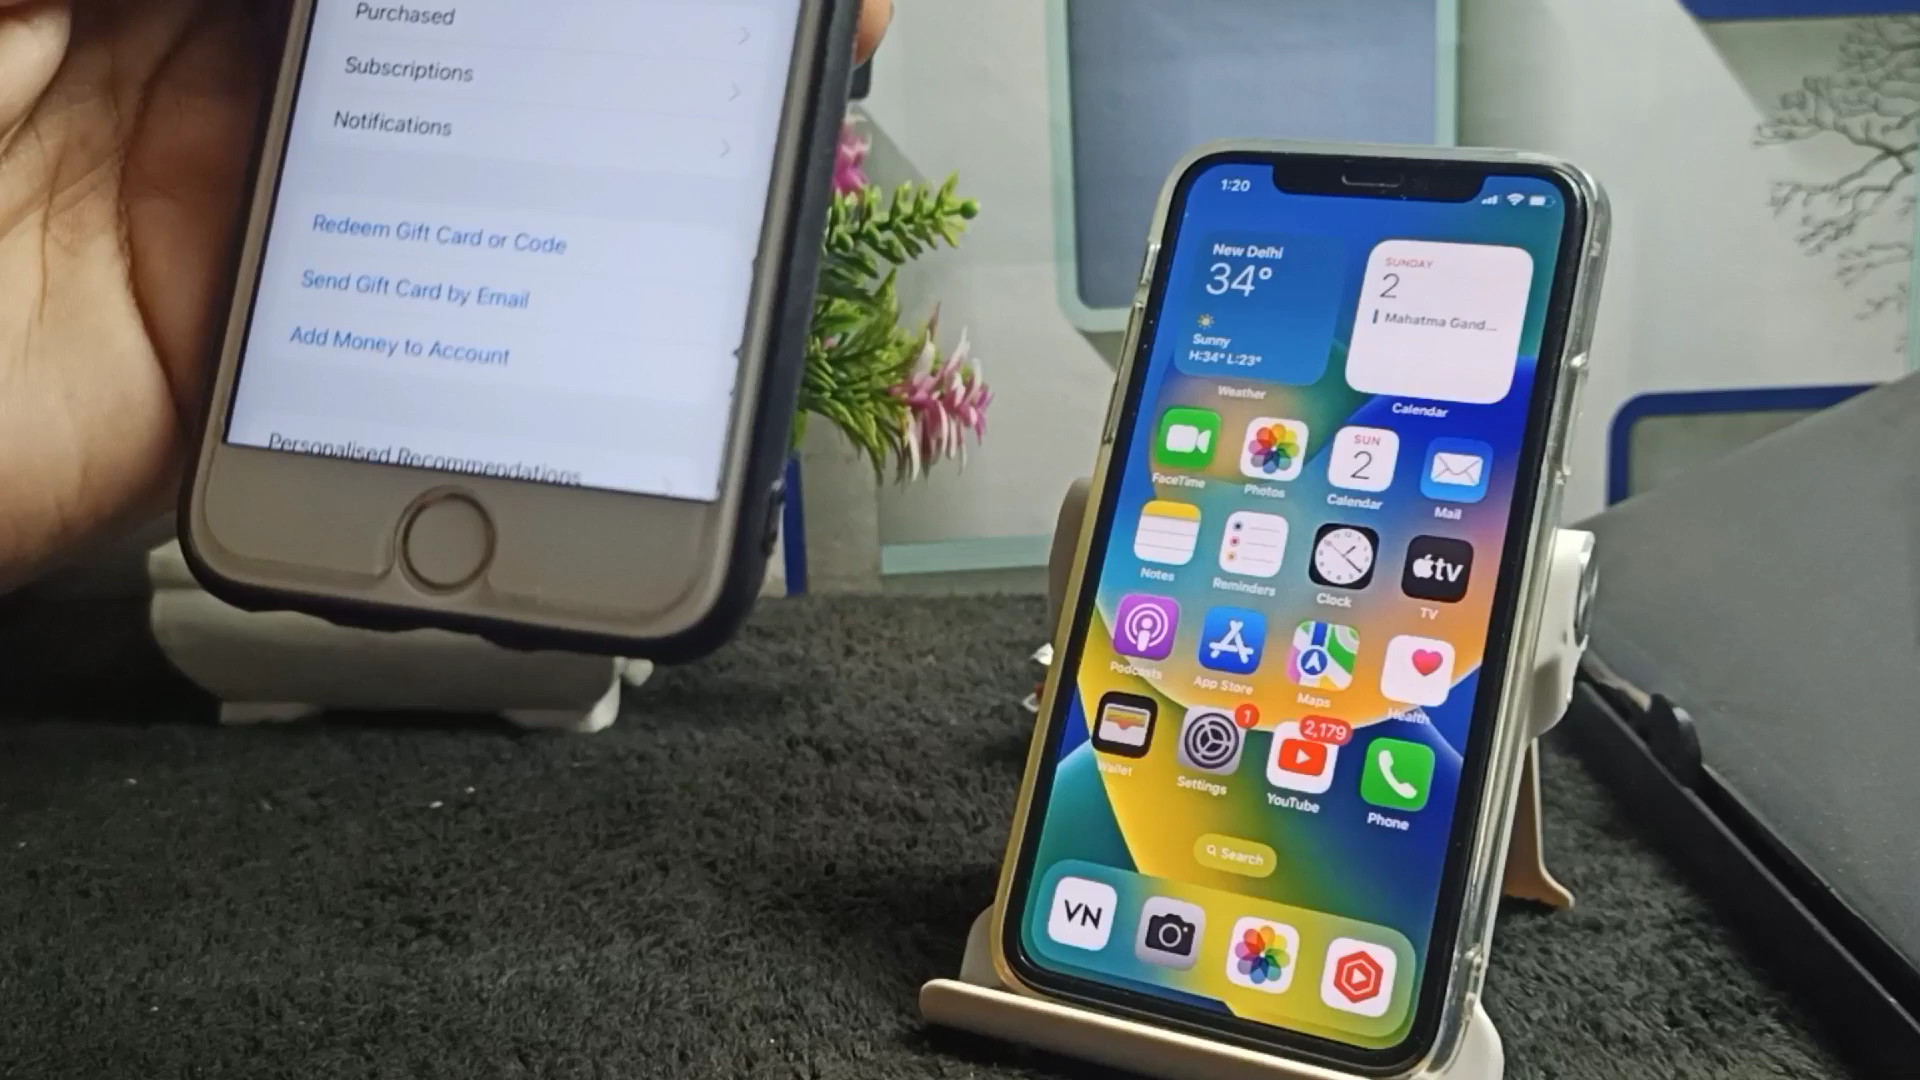 Purchased
Subscriptions
Notifications
Redeem Gift Card or Code
Send Gift Card by Email
Add Money to Account
Personalised Recommendations
1:20
New Delhi
34°
Sunny
H:34° L:23°
Weather
SUNDAY
2
Mahatma Gand...
Calendar
FaceTime
Photos
SUN
2
Calendar
Mail
Notes
Reminders
Clock
tv
TV
Podcasts
App Store
Maps
Health
Wallet
1
Settings
2,179
YouTube
Phone
Search
VN